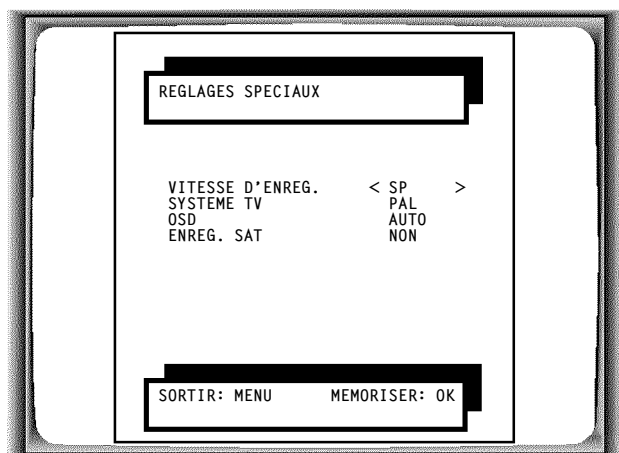 REGLAGES SPECIAUX
VITESSE D'ENREG. < SP >
SYSTEME TV PAL
OSD AUTO
ENREG. SAT NON
SORTIR: MENU MEMORISER: OK